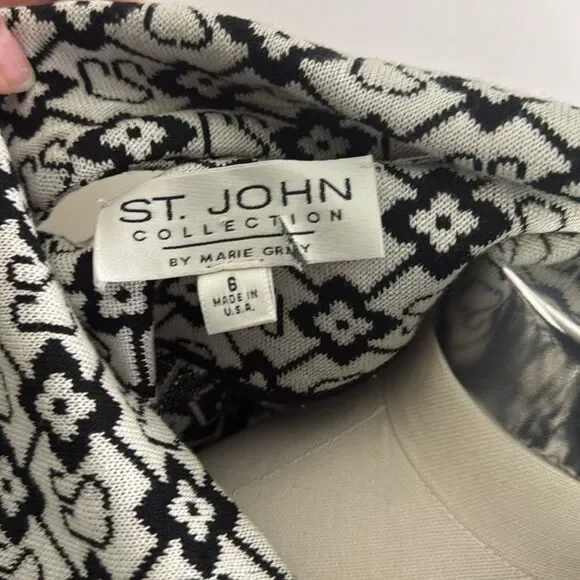 ST. JOHN
COLLECTION
BY MARIE GRAY
6
MADE IN
U.S.A.